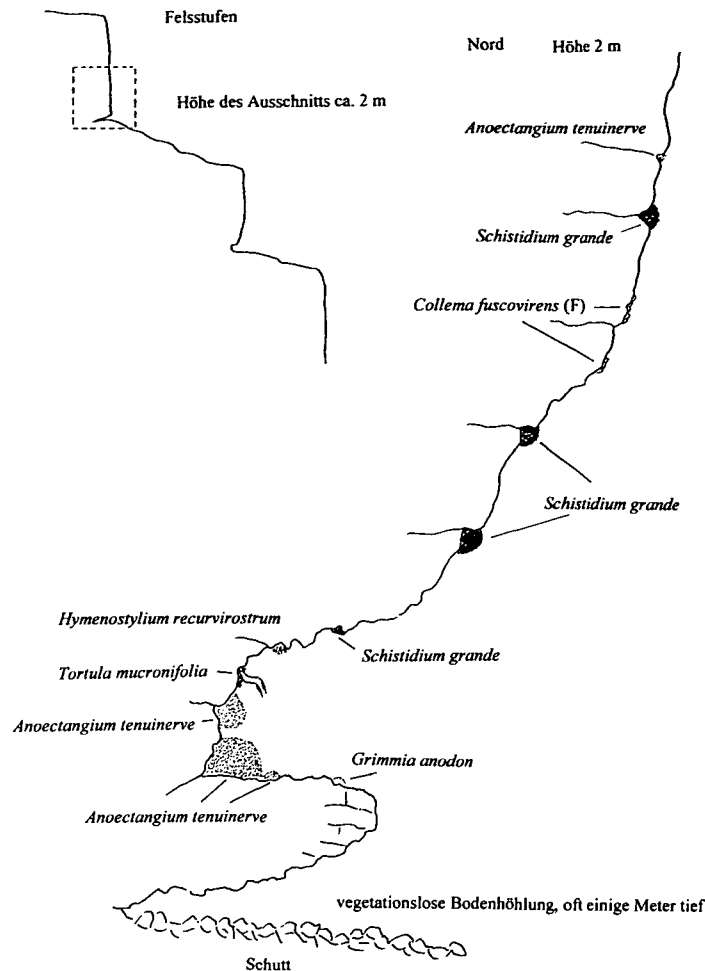 Felsstufen
Höhe des Ausschnitts ca. 2 m
Nord Höhe 2 m
Anoectangium tenuinerve
Schistidium grande
Collema fuscovirens (F)
Schistidium grande
Hymenostylium recurvirostrum
Schistidium grande
Tortula mucronifolia
Anoectangium tenuinerve
Grimmia anodon
Anoectangium tenuinerve
vegetationslose Bodenhöhlung, oft einige Meter tief
Schutt